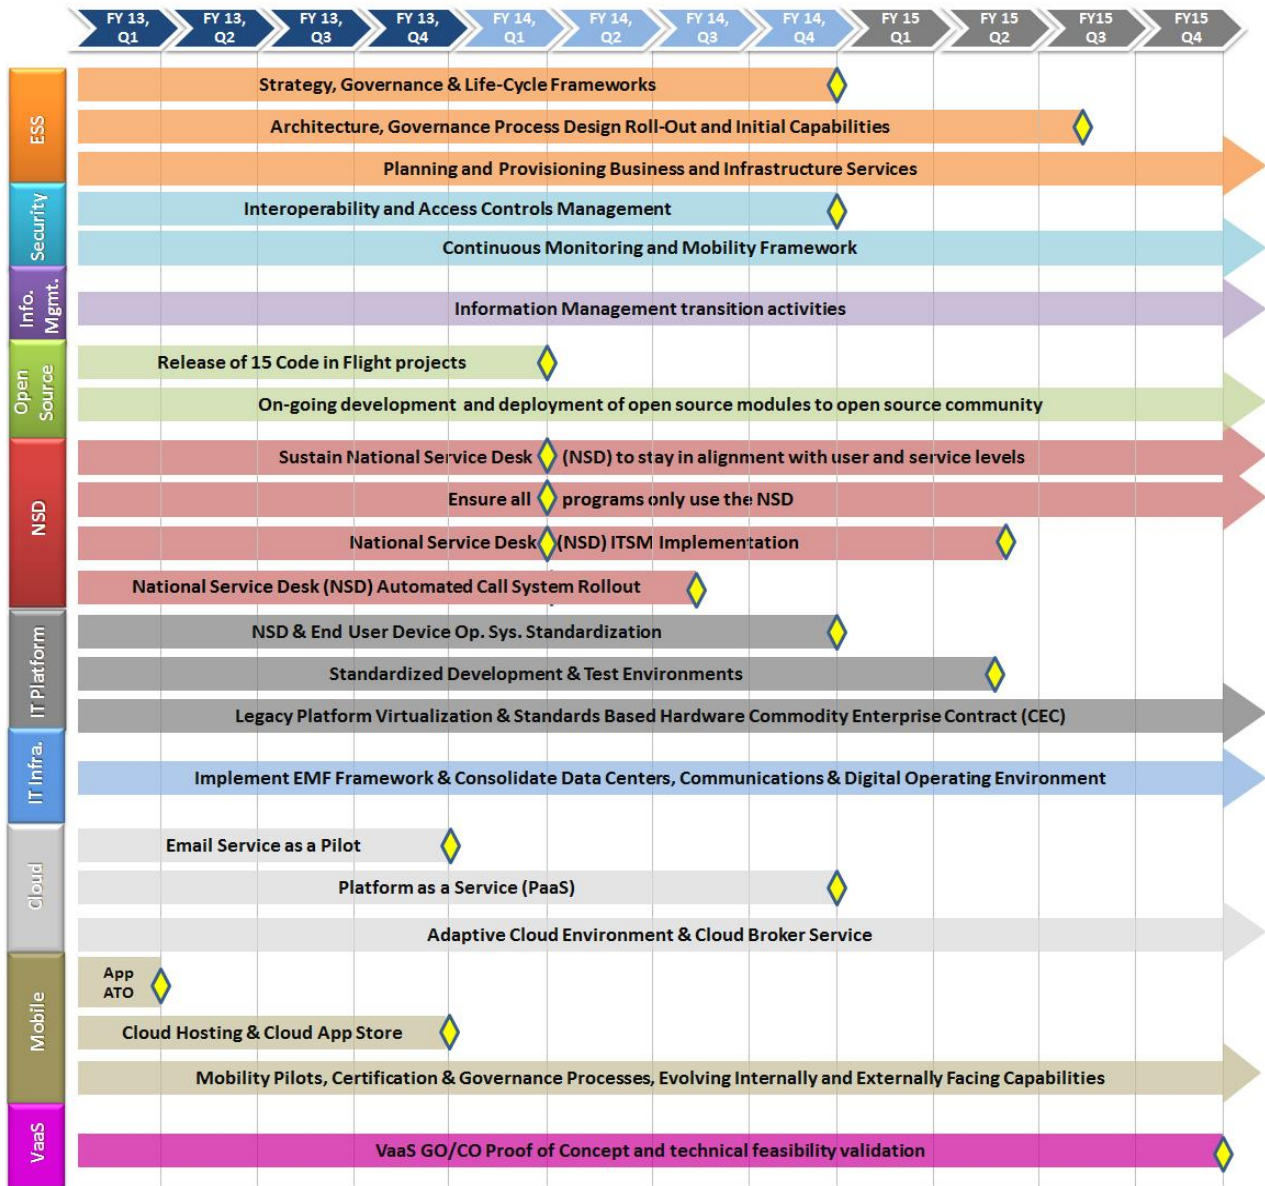 FY 13, Q1
FY 13, Q2
FY 13, Q3
FY 13, Q4
FY 14, Q1
FY 14, Q2
FY 14, Q3
FY 14, Q4
FY 15 Q1
FY 15 Q2
FY15 Q3
FY15 Q4
ESS
Strategy, Governance & Life-Cycle Frameworks
Architecture, Governance Process Design Roll-Out and Initial Capabilities
Planning and Provisioning Business and Infrastructure Services
Security
Interoperability and Access Controls Management
Continuous Monitoring and Mobility Framework
Info. Mgmt.
Information Management transition activities
Open Source
Release of 15 Code in Flight projects
On-going development and deployment of open source modules to open source community
NSD
Sustain National Service Desk (NSD) to stay in alignment with user and service levels
Ensure all programs only use the NSD
National Service Desk (NSD) ITSM Implementation
National Service Desk (NSD) Automated Call System Rollout
IT Platform
NSD & End User Device Op. Sys. Standardization
Standardized Development & Test Environments
Legacy Platform Virtualization & Standards Based Hardware Commodity Enterprise Contract (CEC)
IT Infra.
Implement EMF Framework & Consolidate Data Centers, Communications & Digital Operating Environment
Cloud
Email Service as a Pilot
Platform as a Service (PaaS)
Adaptive Cloud Environment & Cloud Broker Service
Mobile
App
ATO
Cloud Hosting & Cloud App Store
Mobility Pilots, Certification & Governance Processes, Evolving Internally and Externally Facing Capabilities
VaaS
VaaS GO/CO Proof of Concept and technical feasibility validation